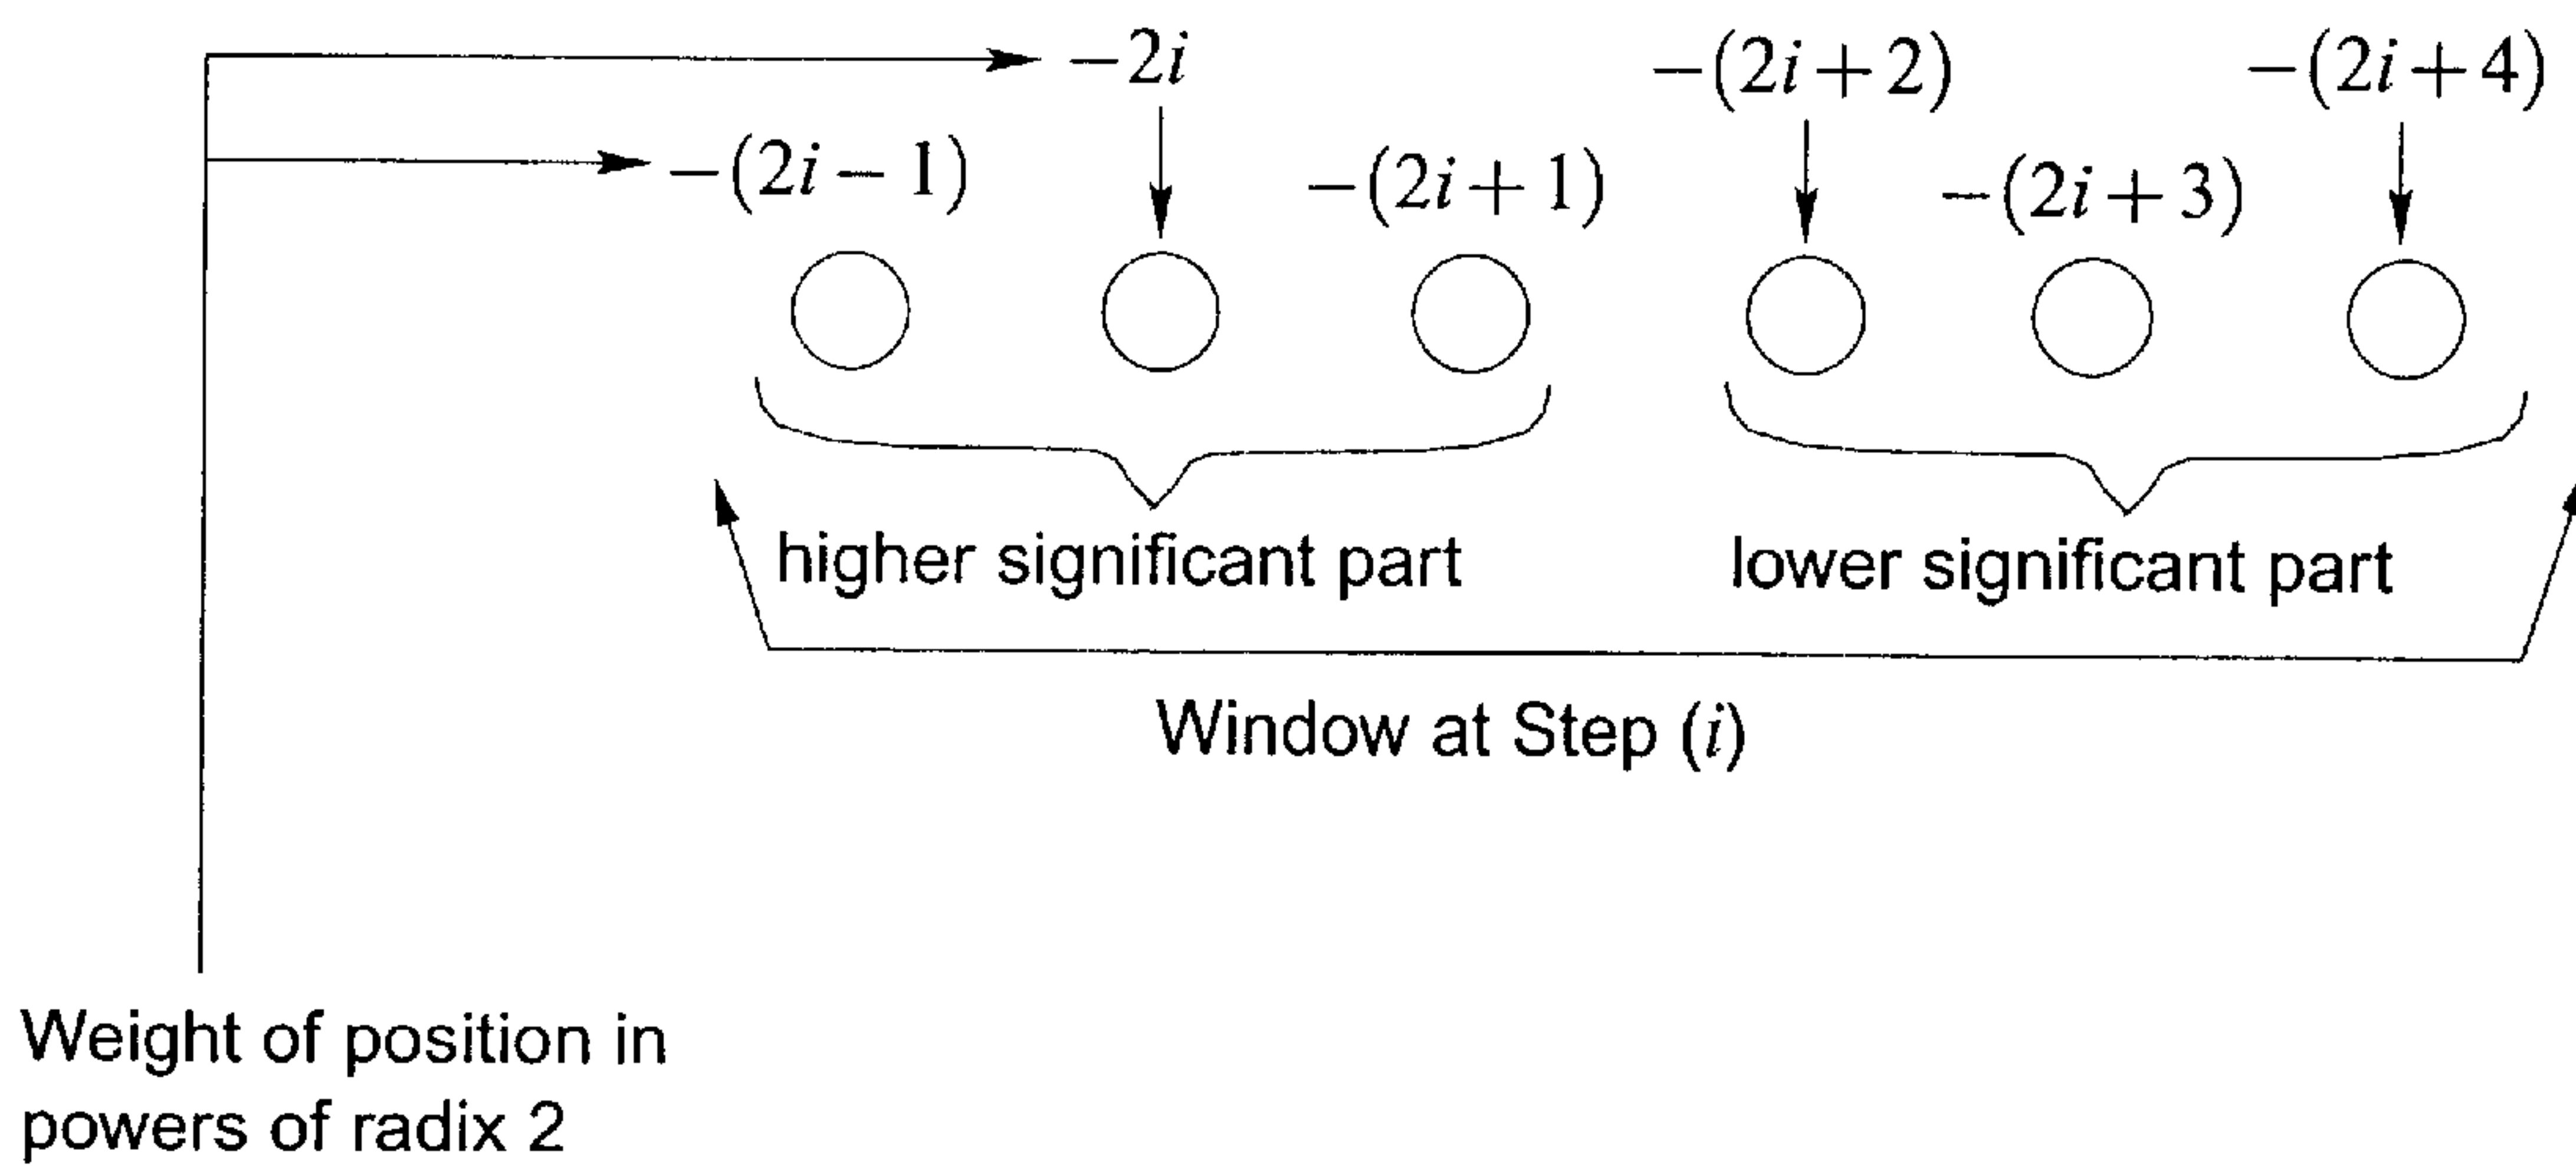 −2i
−(2i+2)
−(2i+4)
−(2i−1)
−(2i+1)
−(2i+3)
higher significant part
lower significant part
Window at Step (i)
Weight of position in
powers of radix 2